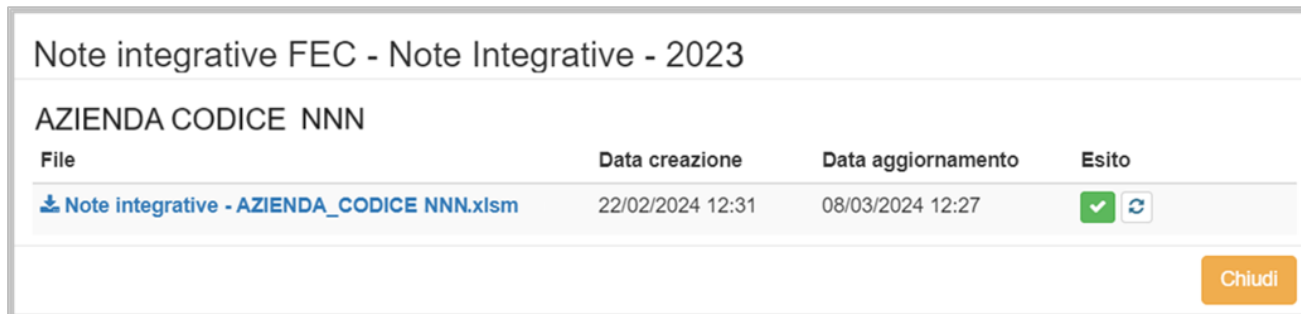 Note integrative FEC - Note Integrative - 2023
AZIENDA CODICE NNN
File Data creazione Data aggiornamento Esito
Note integrative - AZIENDA_CODICE NNN.xlsm 22/02/2024 12:31 08/03/2024 12:27
Chiudi